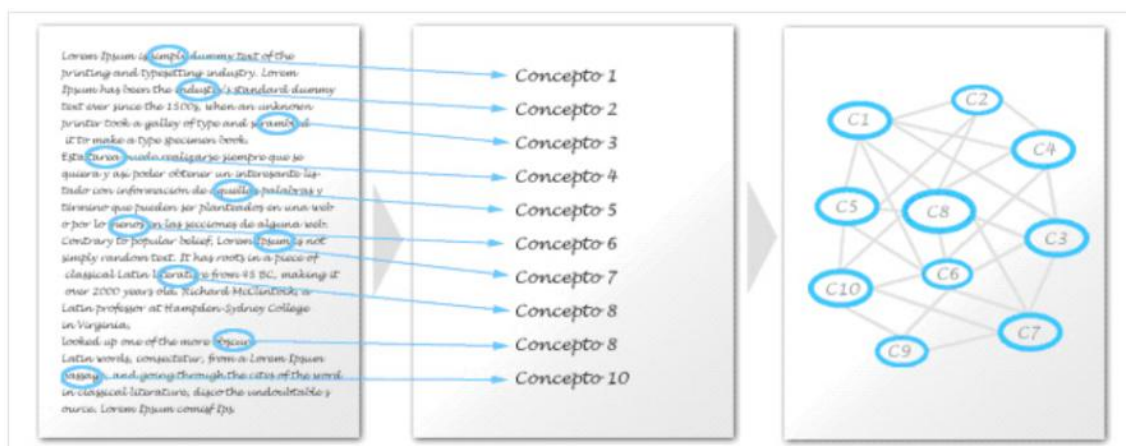 Lorem Ipsum is simply dummy text of the
printing and typesetting industry. Lorem
Ipsum has been the industry's standard dummy
text ever since the 1500s, when an unknown
printer took a galley of type and scrambled
it to make a type specimen book.
Esta tarea puede realizarse siempre que se
quiera y así poder obtener un interesante lis-
tado con información de aquellas palabras y
término que pueden ser planteados en una web
o por lo menos en las secciones de alguna web.
Contrary to popular belief, Lorem Ipsum is not
simply random text. It has roots in a piece of
classical Latin literature from 45 BC, making it
over 2000 years old. Richard McClintock, a
Latin professor at Hampden-Sydney College
in Virginia,
looked up one of the more obscure
Latin words, consectetur, from a Lorem Ipsum
passage, and going through the cites of the word
in classical literature, disco the undoubtable s
ource. Lorem Ipsum
Concepto 1
Concepto 2
Concepto 3
Concepto 4
Concepto 5
Concepto 6
Concepto 7
Concepto 8
Concepto 8
Concepto 10
C2
C1
C4
C5
C8
C3
C6
C10
C7
C9